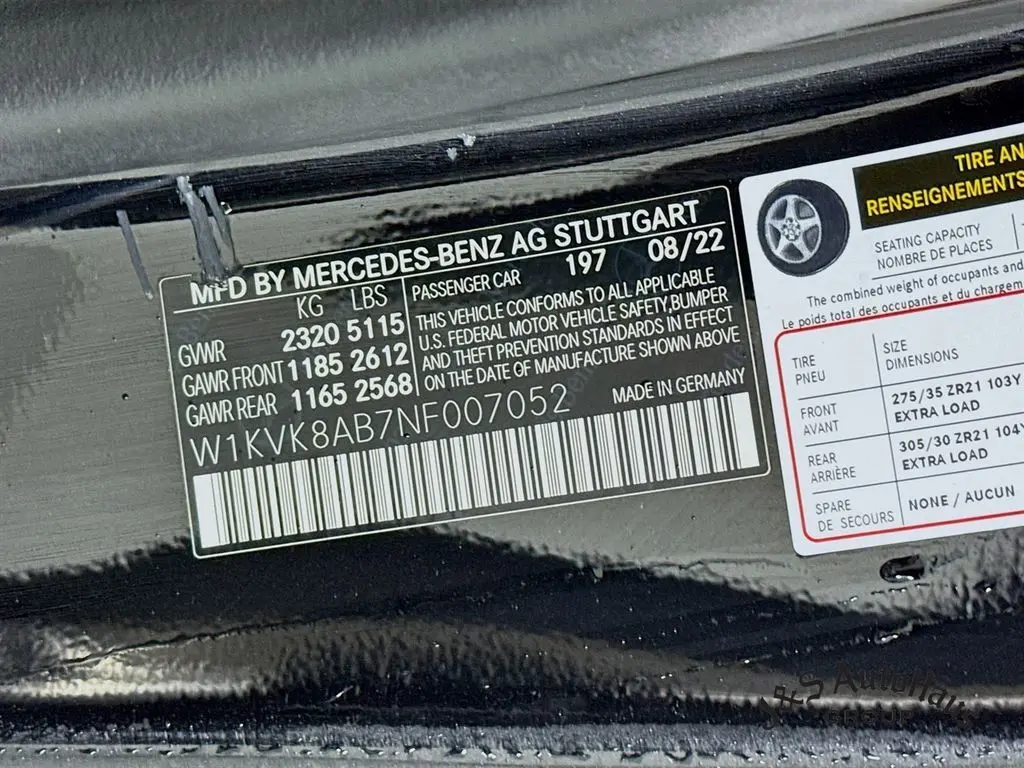 MFD BY MERCEDES-BENZ AG STUTTGART
KG LBS
GVWR 2320 5115
GAWR FRONT 1185 2612
GAWR REAR 1165 2568
PASSENGER CAR 197 08/22
THIS VEHICLE CONFORMS TO ALL APPLICABLE
U.S. FEDERAL MOTOR VEHICLE SAFETY, BUMPER
AND THEFT PREVENTION STANDARDS IN EFFECT
ON THE DATE OF MANUFACTURE SHOWN ABOVE
W1KVK8AB7NF007052 MADE IN GERMANY
TIRE AN
RENSEIGNEMENTS
SEATING CAPACITY
NOMBRE DE PLACES
The combined weight of occupants and
Le poids total des occupants et du chargem
TIRE
PNEU
SIZE
DIMENSIONS
FRONT
AVANT
275/35 ZR21 103Y
EXTRA LOAD
REAR
ARRIÈRE
305/30 ZR21 104Y
EXTRA LOAD
SPARE
DE SECOURS
NONE / AUCUN
AutoHaus
GROUP